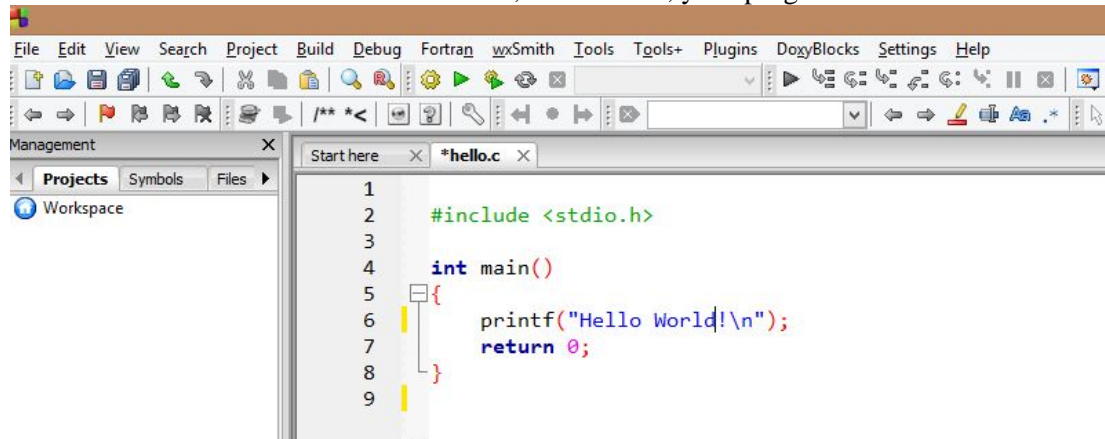 File Edit View Search Project Build Debug Fortran wxSmith Tools Tools+ Plugins DoxyBlocks Settings Help
/** *<
Management
Start here *hello.c
Projects Symbols Files
Workspace
1
2 #include <stdio.h>
3
4 int main()
5 {
6 printf("Hello World!\n");
7 return 0;
8 }
9